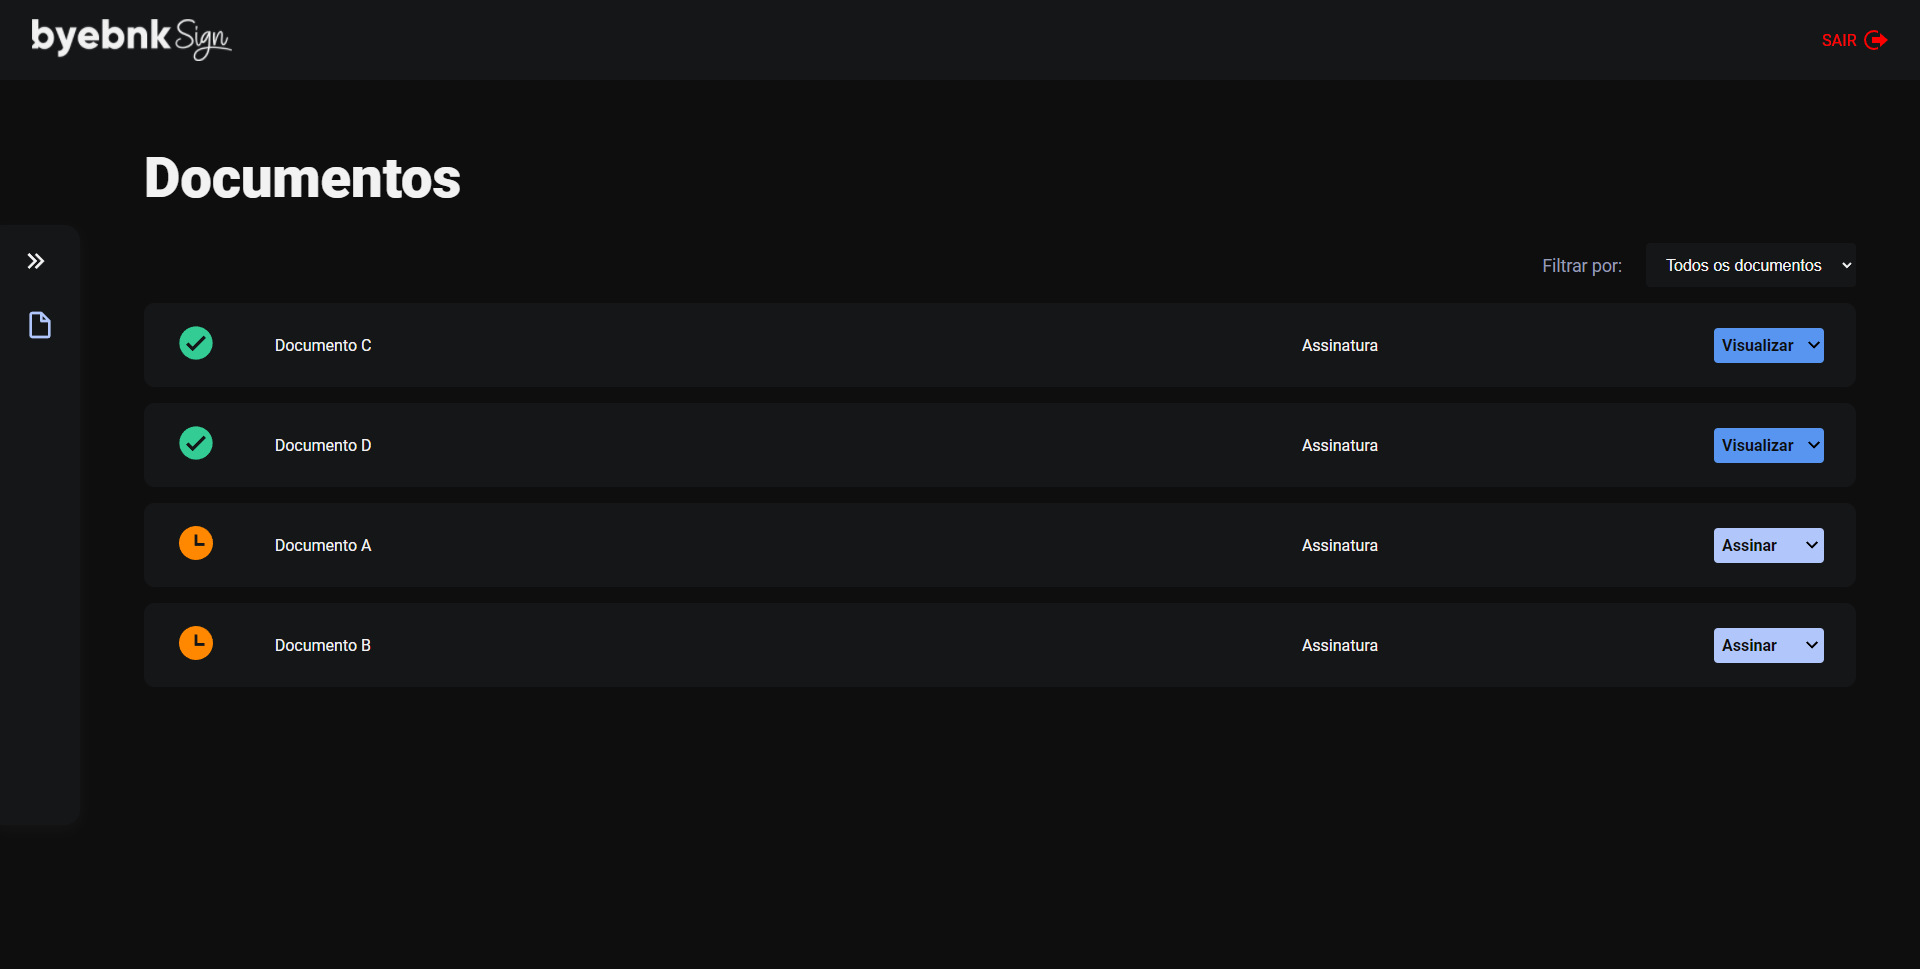 byebnk Sign
SAIR
Documentos
Filtrar por: Todos os documentos
Documento C Assinatura Visualizar
Documento D Assinatura Visualizar
Documento A Assinatura Assinar
Documento B Assinatura Assinar